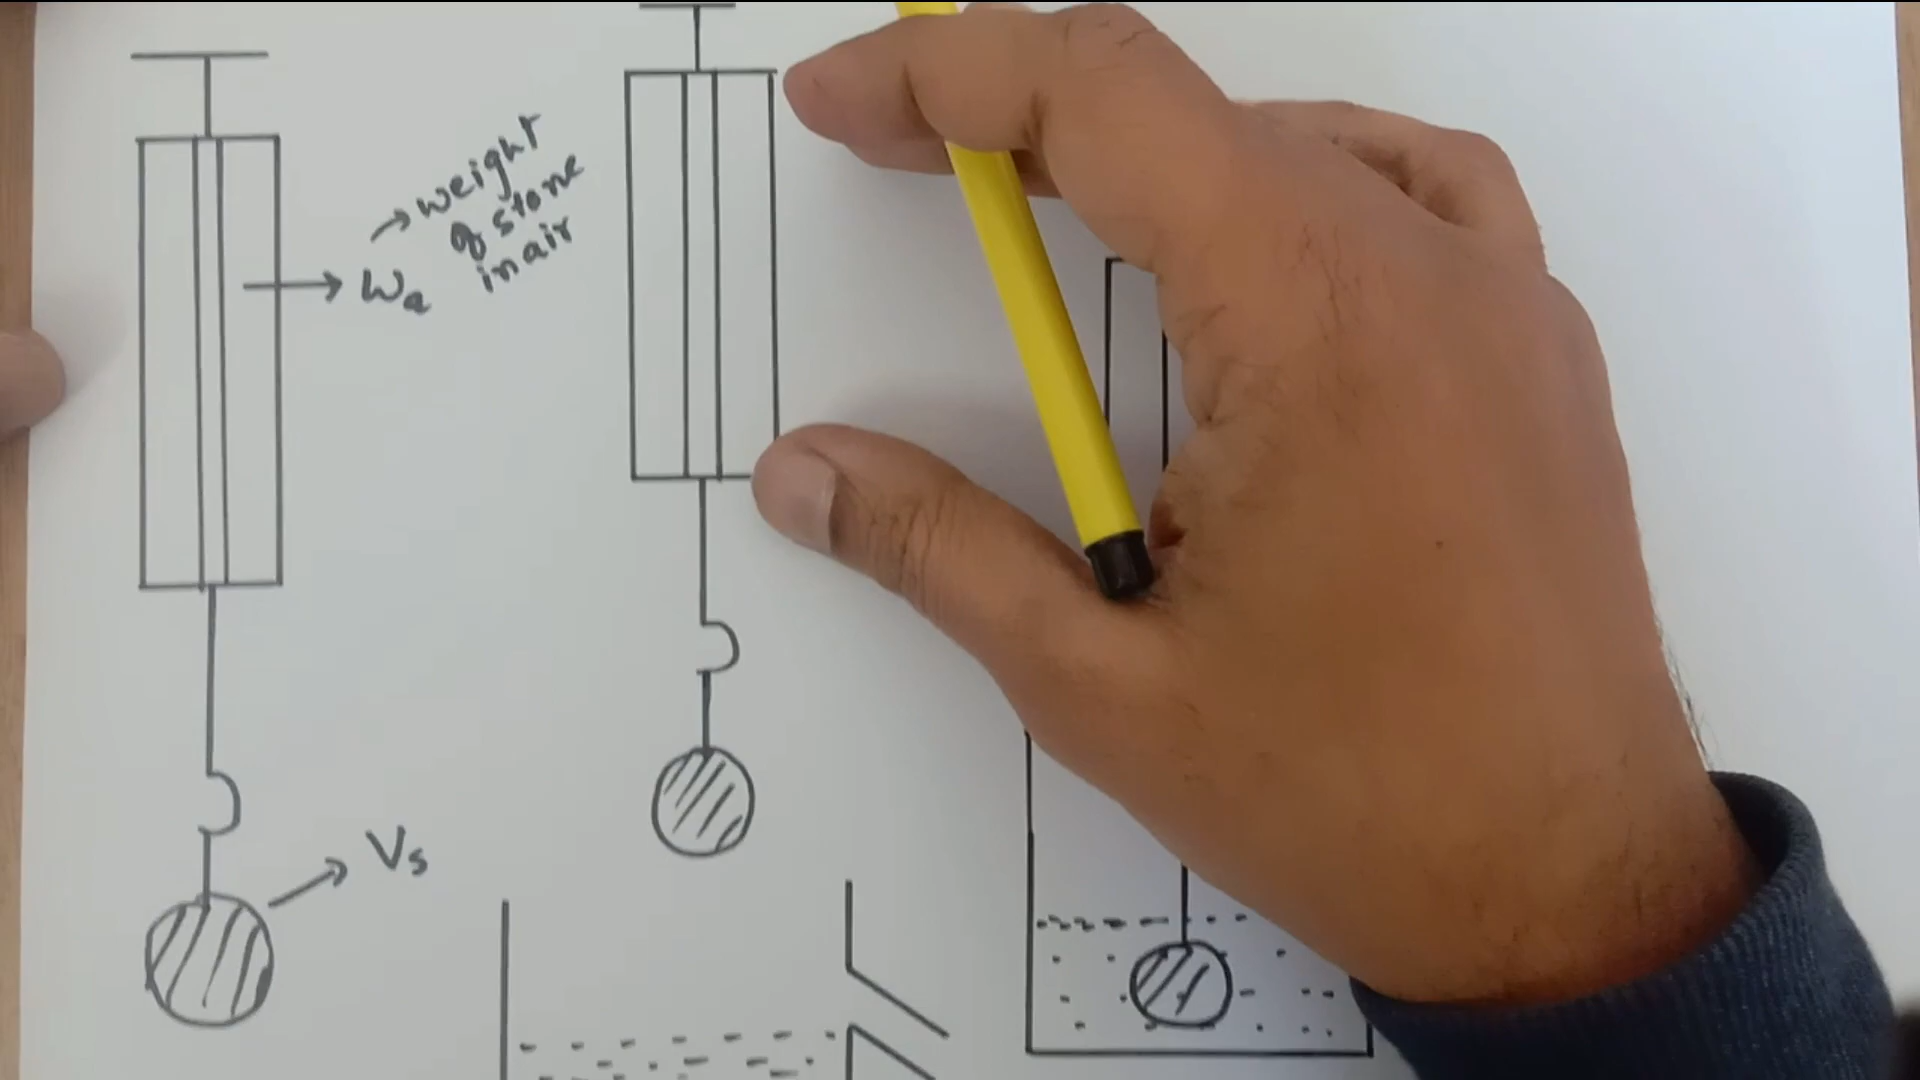 → weight
of stone
in air
→ Wa
→ Vs